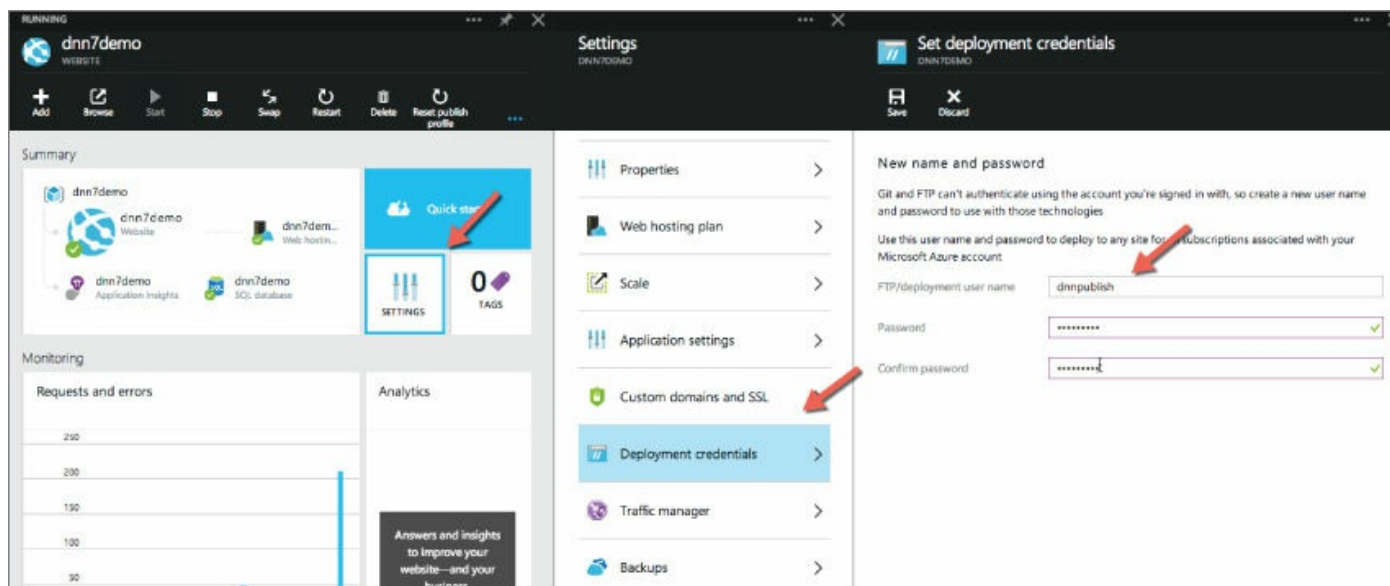 RUNNING
dnn7demo
WEBSITE
Add
Browse
Start
Stop
Swap
Restart
Delete
Reset publish
profile
Summary
dnn7demo
dnn7demo
Website
dnn7dem...
Web hostin...
dnn7demo
Application Insights
dnn7demo
SQL database
Quick start
SETTINGS
0
TAGS
Monitoring
Requests and errors
250
200
150
100
50
Analytics
Answers and insights
to improve your
website—and your
business
Settings
DNN7DEMO
Properties
Web hosting plan
Scale
Application settings
Custom domains and SSL
Deployment credentials
Traffic manager
Backups
Set deployment credentials
DNN7DEMO
Save
Discard
New name and password
Git and FTP can't authenticate using the account you're signed in with, so create a new user name
and password to use with those technologies
Use this user name and password to deploy to any site for subscriptions associated with your
Microsoft Azure account
FTP/deployment user name
dnnpublish
Password
•••••••••
Confirm password
•••••••••